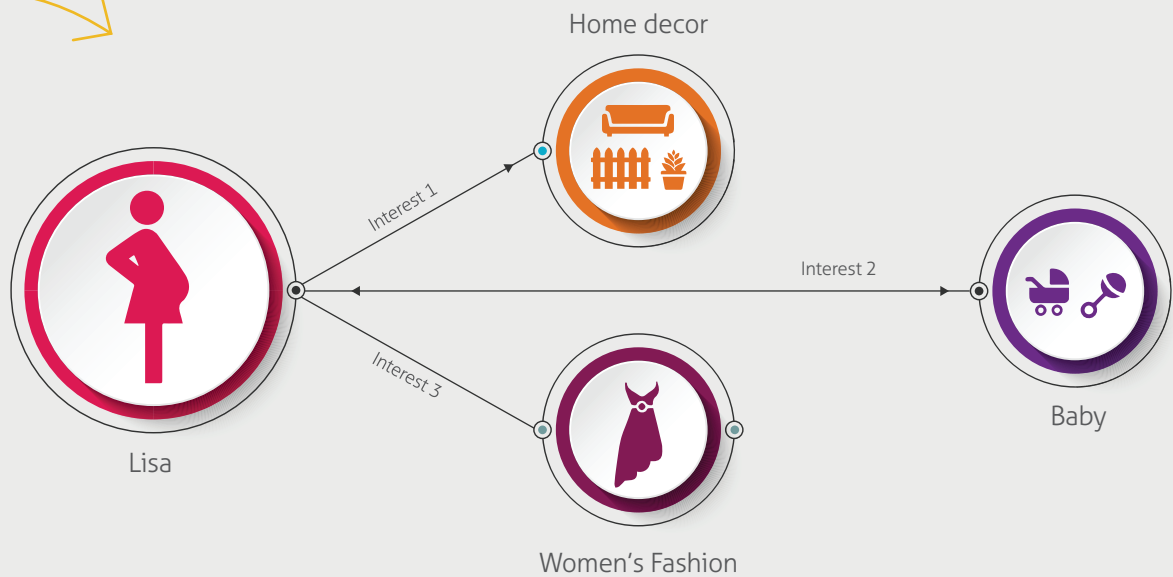 Home decor
Interest 1
Interest 2
Interest 3
Baby
Lisa
Women's Fashion